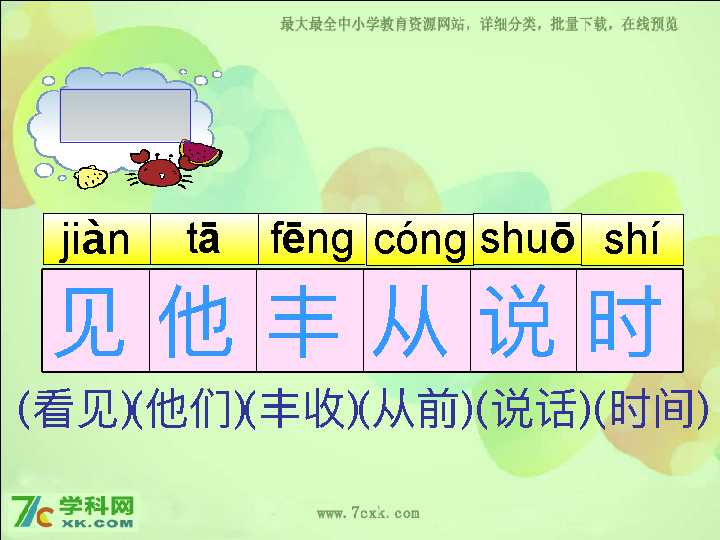 最大最全中小学教育资源网站，详细分类，批量下载，在线预览
jiàn tā fēng cóng shuō shí
见 他 丰 从 说 时
(看见)(他们)(丰收)(从前)(说话)(时间)
7C 学科网
XK.COM
www.7cxk.com